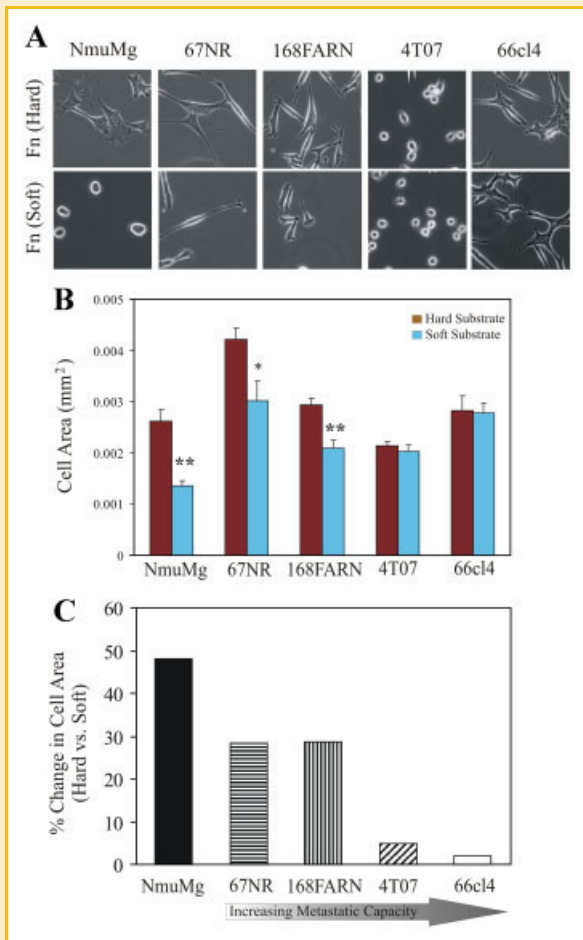 A
NmuMg 67NR 168FARN 4T07 66cl4
Fn (Hard)
Fn (Soft)
B
0.005
0.004
0.003
0.002
0.001
0
Cell Area (mm²)
Hard Substrate
Soft Substrate
**
*
**
NmuMg 67NR 168FARN 4T07 66cl4
C
60
50
40
30
20
10
0
% Change in Cell Area
(Hard vs. Soft)
NmuMg 67NR 168FARN 4T07 66cl4
Increasing Metastatic Capacity